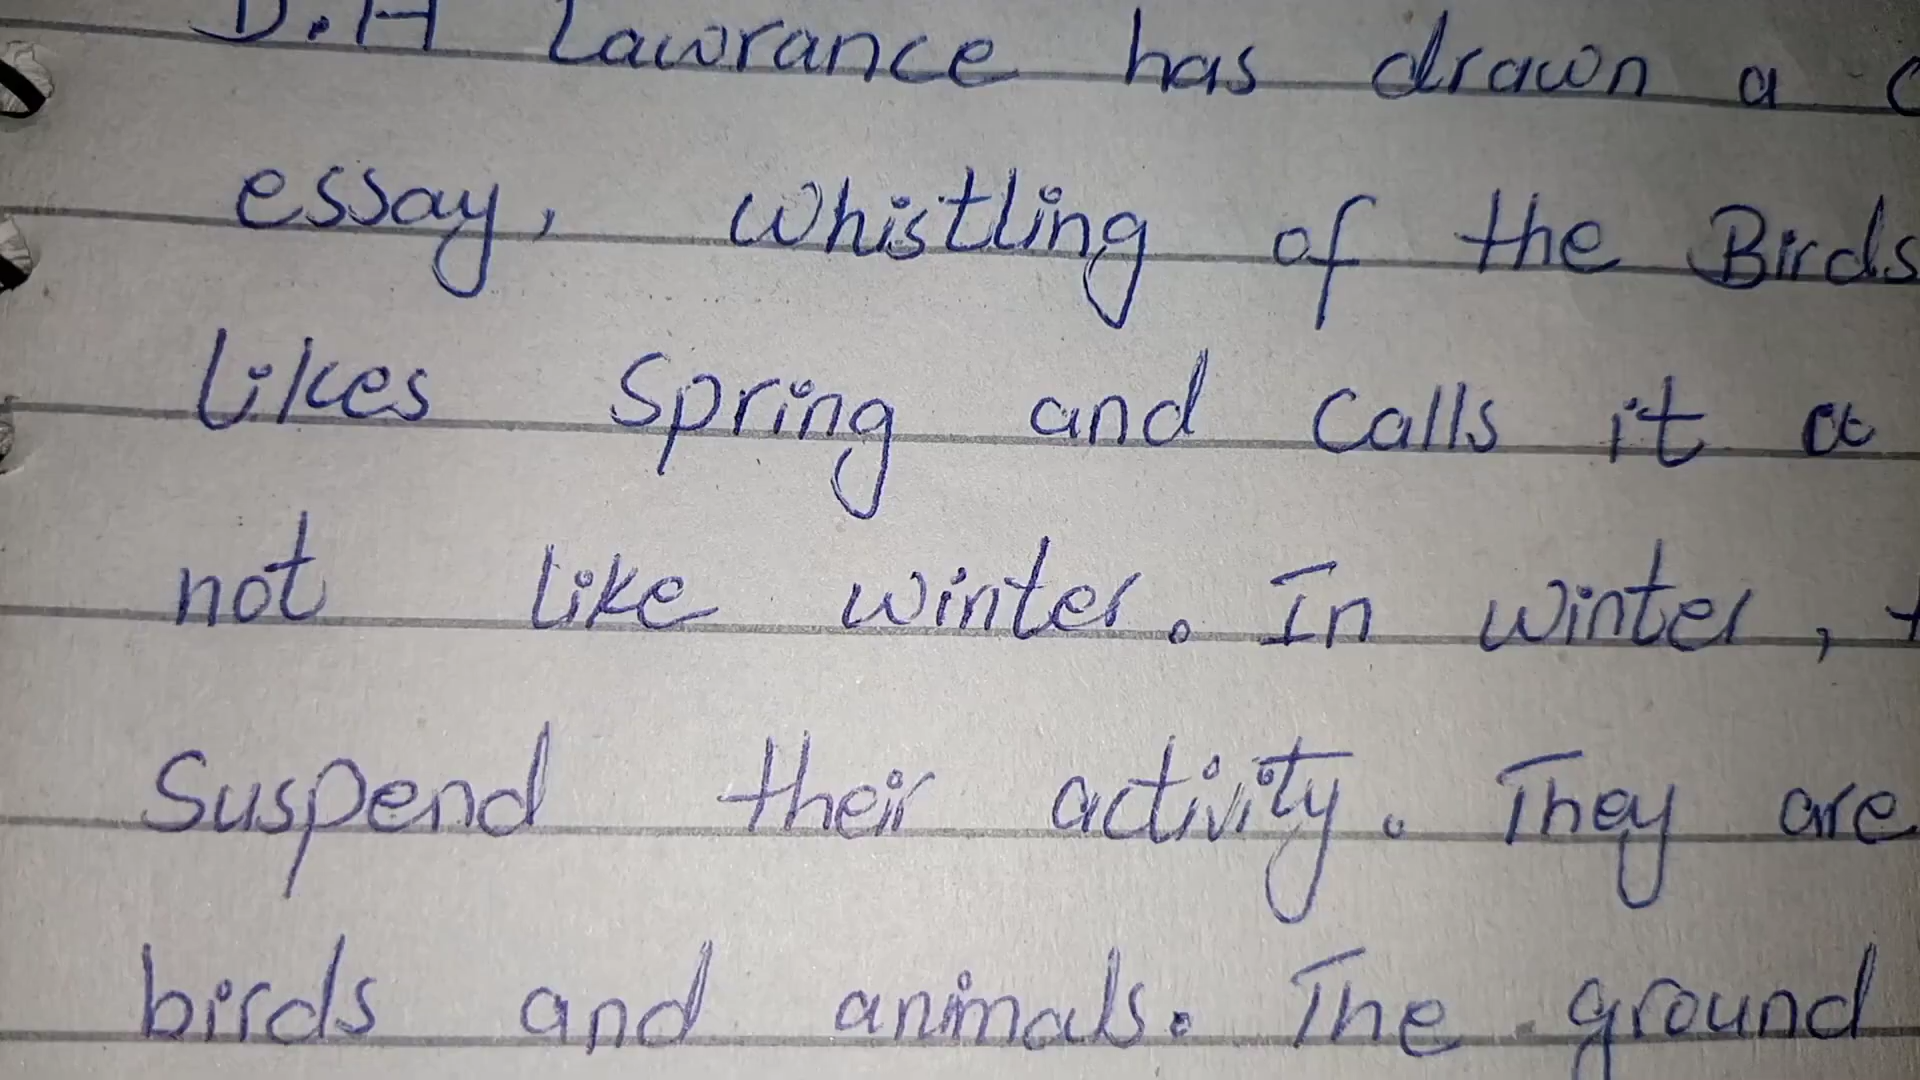 D.H Lawrance has drawn a
essay, Whistling of the Birds
likes Spring and calls it
not like winter. In winter,
Suspend their activity. They are
birds and animals. The ground